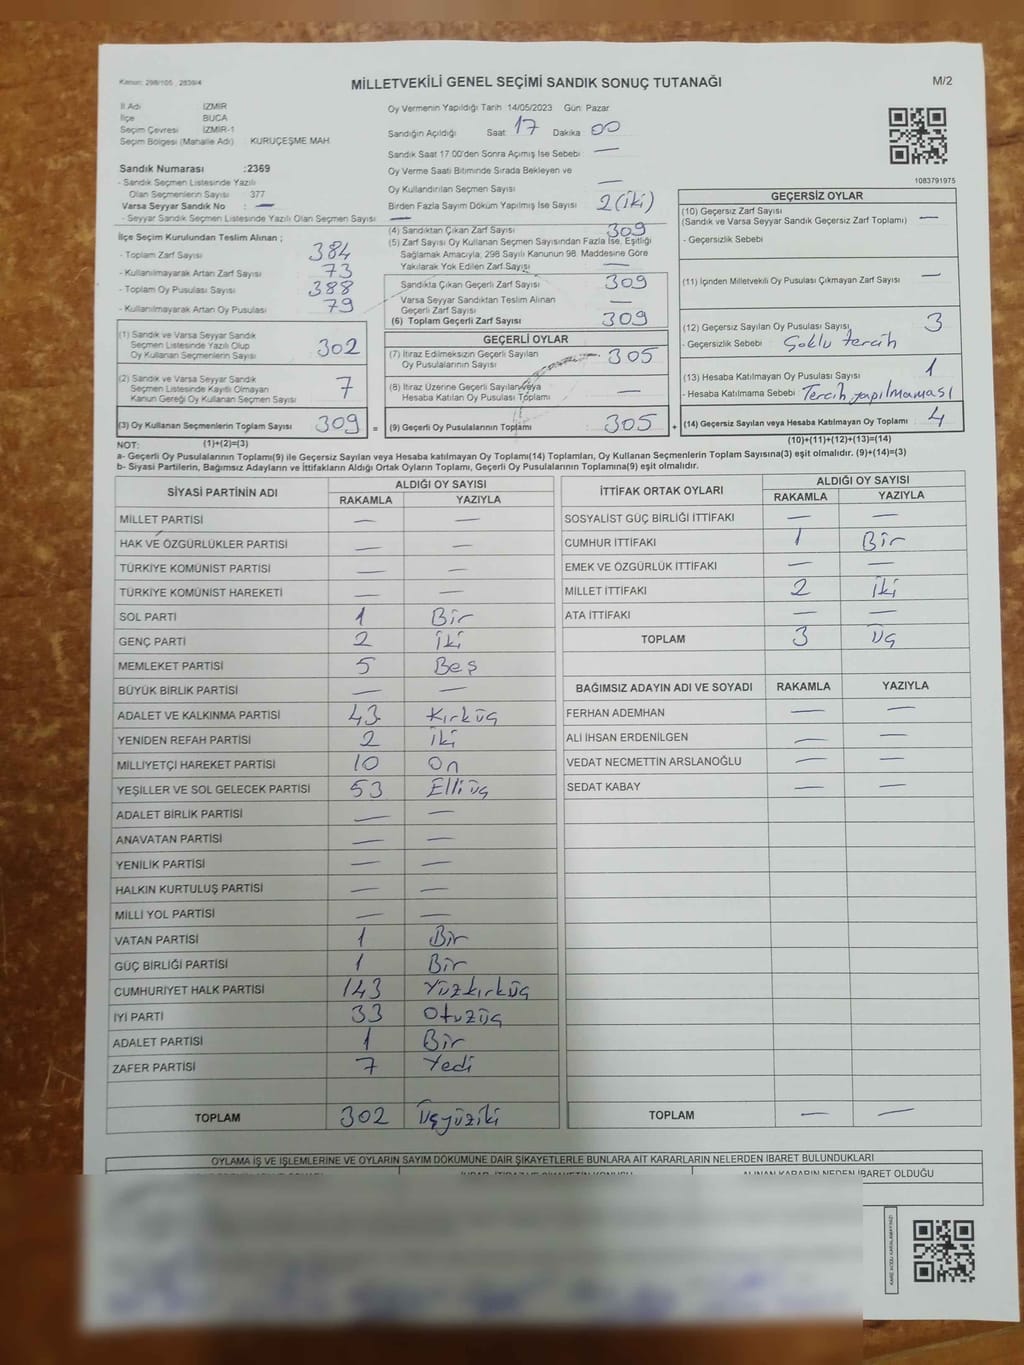 Kanun: 298/105 , 2839/4
MİLLETVEKİLİ GENEL SEÇİMİ SANDIK SONUÇ TUTANAĞI
M/2
İl Adı İZMİR
İlçe BUCA
Seçim Çevresi İZMİR-1
Seçim Bölgesi (Mahalle Adı) KURUÇEŞME MAH.
Sandık Numarası :2369
- Sandık Seçmen Listesinde Yazılı
Olan Seçmenlerin Sayısı : 377
Varsa Seyyar Sandık No : —
- Seyyar Sandık Seçmen Listesinde Yazılı Olan Seçmen Sayısı —
Oy Vermenin Yapıldığı Tarih 14/05/2023 Gün: Pazar
Sandığın Açıldığı Saat: 17 Dakika 00
Sandık Saat 17:00'den Sonra Açımış İse Sebebi —
Oy Verme Saati Bitiminde Sırada Bekleyen ve
Oy Kullandırılan Seçmen Sayısı —
Birden Fazla Sayım Döküm Yapılmış İse Sayısı 2 (iki)
1083791975
İlçe Seçim Kurulundan Teslim Alınan ;
- Toplam Zarf Sayısı 384
- Kullanılmayarak Artan Zarf Sayısı 73
- Toplam Oy Pusulası Sayısı 388
- Kullanılmayarak Artan Oy Pusulası 79
(1) Sandık ve Varsa Seyyar Sandık
Seçmen Listesinde Yazılı Olup
Oy Kullanan Seçmenlerin Sayısı 302
(2) Sandık ve Varsa Seyyar Sandık
Seçmen Listesinde Kayıtlı Olmayan
Kanun Gereği Oy Kullanan Seçmen Sayısı 7
(3) Oy Kullanan Seçmenlerin Toplam Sayısı 309 =
(4) Sandıktan Çıkan Zarf Sayısı 309
(5) Zarf Sayısı Oy Kullanan Seçmen Sayısından Fazla İse, Eşitliği
Sağlamak Amacıyla, 298 Sayılı Kanunun 98. Maddesine Göre
Yakılarak Yok Edilen Zarf Sayısı —
Sandıkta Çıkan Geçerli Zarf Sayısı 309
Varsa Seyyar Sandıktan Teslim Alınan
Geçerli Zarf Sayısı —
(6) Toplam Geçerli Zarf Sayısı 309
GEÇERLİ OYLAR
(7) İtiraz Edilmeksizin Geçerli Sayılan
Oy Pusulalarının Sayısı 305
(8) İtiraz Üzerine Geçerli Sayılan veya
Hesaba Katılan Oy Pusulası Toplamı —
(9) Geçerli Oy Pusulalarının Toplamı 305 +
GEÇERSİZ OYLAR
(10) Geçersiz Zarf Sayısı
(Sandık ve Varsa Seyyar Sandık Geçersiz Zarf Toplamı) —
- Geçersizlik Sebebi
(11) İçinden Milletvekili Oy Pusulası Çıkmayan Zarf Sayısı —
(12) Geçersiz Sayılan Oy Pusulası Sayısı 3
- Geçersizlik Sebebi Çoklu tercih
(13) Hesaba Katılmayan Oy Pusulası Sayısı 1
- Hesaba Katılmama Sebebi Tercih yapılmaması
(14) Geçersiz Sayılan veya Hesaba Katılmayan Oy Toplamı 4
NOT: (1)+(2)=(3)
(10)+(11)+(12)+(13)=(14)
a- Geçerli Oy Pusulalarının Toplamı(9) ile Geçersiz Sayılan veya Hesaba katılmayan Oy Toplamı(14) Toplamları, Oy Kullanan Seçmenlerin Toplam Sayısına(3) eşit olmalıdır. (9)+(14)=(3)
b- Siyasi Partilerin, Bağımsız Adayların ve İttifakların Aldığı Ortak Oyların Toplamı, Geçerli Oy Pusulalarının Toplamına(9) eşit olmalıdır.
SİYASİ PARTİNİN ADI ALDIĞI OY SAYISI
RAKAMLA YAZIYLA
MİLLET PARTİSİ — —
HAK VE ÖZGÜRLÜKLER PARTİSİ — —
TÜRKİYE KOMÜNİST PARTİSİ — —
TÜRKİYE KOMÜNİST HAREKETİ — —
SOL PARTİ 1 Bir
GENÇ PARTİ 2 İki
MEMLEKET PARTİSİ 5 Beş
BÜYÜK BİRLİK PARTİSİ — —
ADALET VE KALKINMA PARTİSİ 43 Kırküç
YENİDEN REFAH PARTİSİ 2 İki
MİLLİYETÇİ HAREKET PARTİSİ 10 On
YEŞİLLER VE SOL GELECEK PARTİSİ 53 Elliüç
ADALET BİRLİK PARTİSİ — —
ANAVATAN PARTİSİ — —
YENİLİK PARTİSİ — —
HALKIN KURTULUŞ PARTİSİ — —
MİLLİ YOL PARTİSİ — —
VATAN PARTİSİ 1 Bir
GÜÇ BİRLİĞİ PARTİSİ 1 Bir
CUMHURİYET HALK PARTİSİ 143 Yüzkırküç
İYİ PARTİ 33 Otuzüç
ADALET PARTİSİ 1 Bir
ZAFER PARTİSİ 7 Yedi
TOPLAM 302 Üçyüziki
İTTİFAK ORTAK OYLARI ALDIĞI OY SAYISI
RAKAMLA YAZIYLA
SOSYALİST GÜÇ BİRLİĞİ İTTİFAKI — —
CUMHUR İTTİFAKI 1 Bir
EMEK VE ÖZGÜRLÜK İTTİFAKI — —
MİLLET İTTİFAKI 2 İki
ATA İTTİFAKI — —
TOPLAM 3 Üç
BAĞIMSIZ ADAYIN ADI VE SOYADI RAKAMLA YAZIYLA
FERHAN ADEMHAN — —
ALİ İHSAN ERDENİLGEN — —
VEDAT NECMETTİN ARSLANOĞLU — —
SEDAT KABAY — —
TOPLAM — —
OYLAMA İŞ VE İŞLEMLERİNE VE OYLARIN SAYIM DÖKÜMÜNE DAİR ŞİKAYETLERLE BUNLARA AİT KARARLARIN NELERDEN İBARET BULUNDUKLARI
ALINAN KARARIN NEDEN İBARET OLDUĞU
KARE KODU KARALAMAYINIZ!